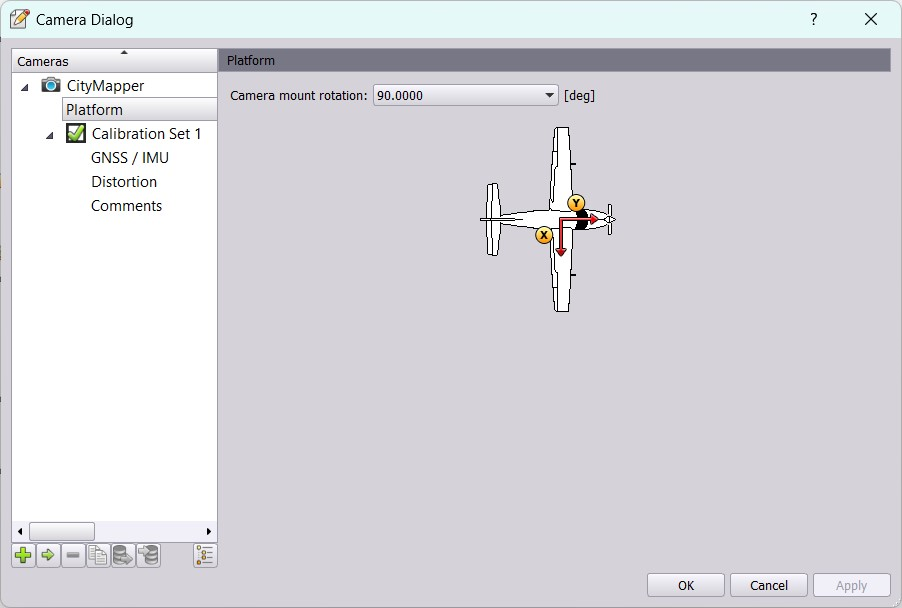 Camera Dialog
?
Cameras
Platform
CityMapper
Camera mount rotation: 90.0000 [deg]
Platform
Calibration Set 1
GNSS / IMU
Distortion
Comments
Y
X
OK
Cancel
Apply